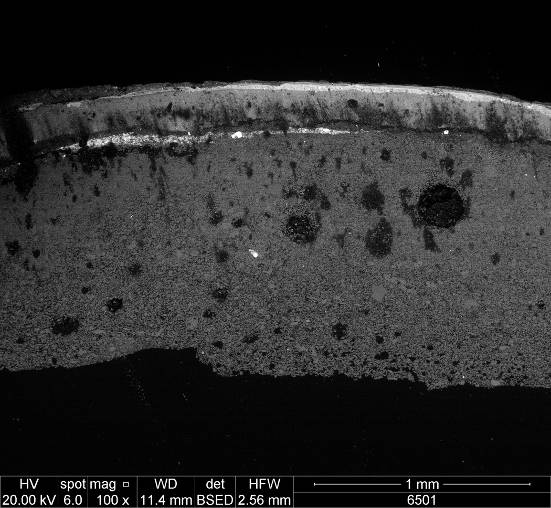 HV spot mag □ WD det HFW 1 mm
20.00 kV 6.0 100 x 11.4 mm BSED 2.56 mm 6501